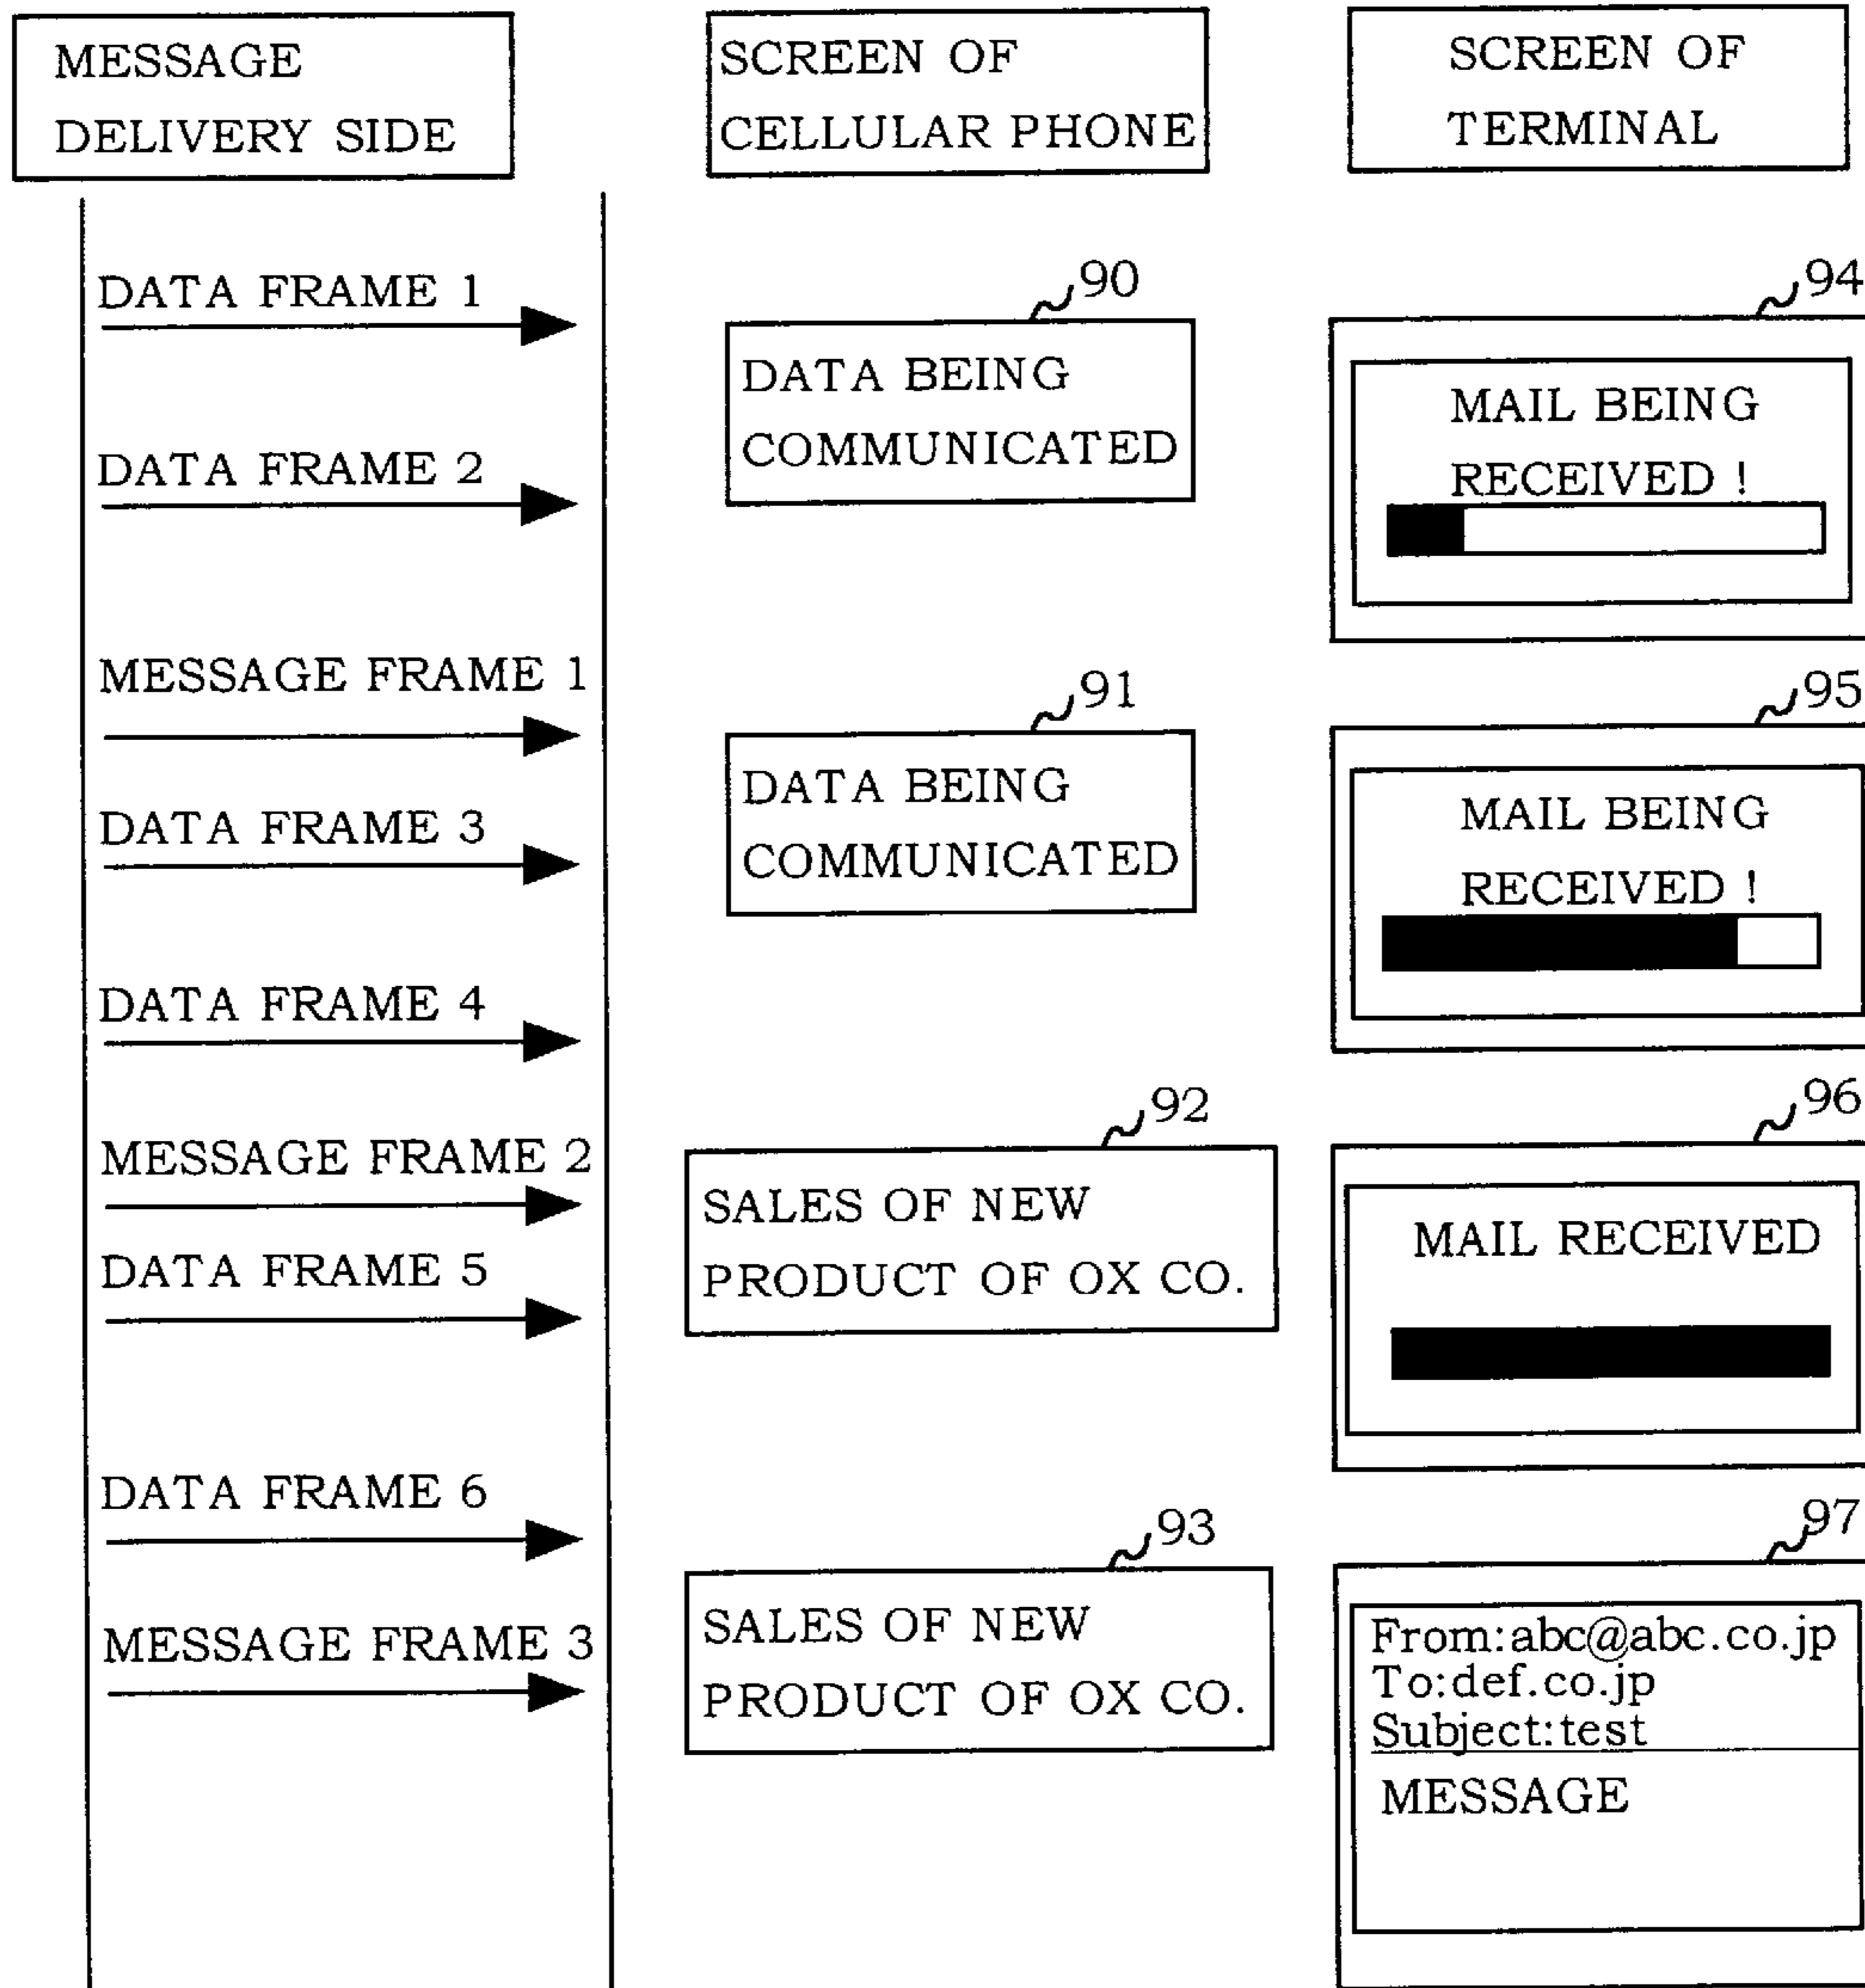 MESSAGE
DELIVERY SIDE
SCREEN OF
CELLULAR PHONE
SCREEN OF
TERMINAL
DATA FRAME 1
DATA FRAME 2
MESSAGE FRAME 1
DATA FRAME 3
DATA FRAME 4
MESSAGE FRAME 2
DATA FRAME 5
DATA FRAME 6
MESSAGE FRAME 3
90
DATA BEING
COMMUNICATED
91
DATA BEING
COMMUNICATED
92
SALES OF NEW
PRODUCT OF OX CO.
93
SALES OF NEW
PRODUCT OF OX CO.
94
MAIL BEING
RECEIVED !
95
MAIL BEING
RECEIVED !
96
MAIL RECEIVED
97
From:abc@abc.co.jp
To:def.co.jp
Subject:test
MESSAGE